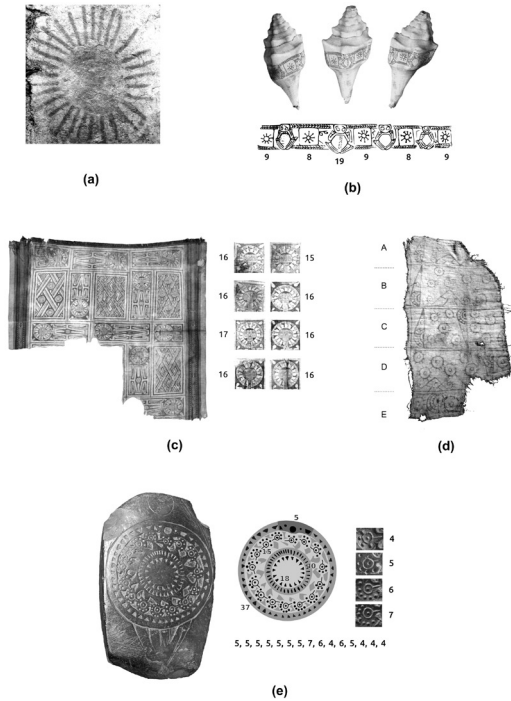 (a)
9 8 19 9 8 9
(b)
16 15
16 16
17 16
16 16
(c)
A
B
C
D
E
(d)
5
15
30
18
37
4
5
6
7
5, 5, 5, 5, 5, 5, 5, 7, 6, 4, 6, 5, 4, 4, 4
(e)